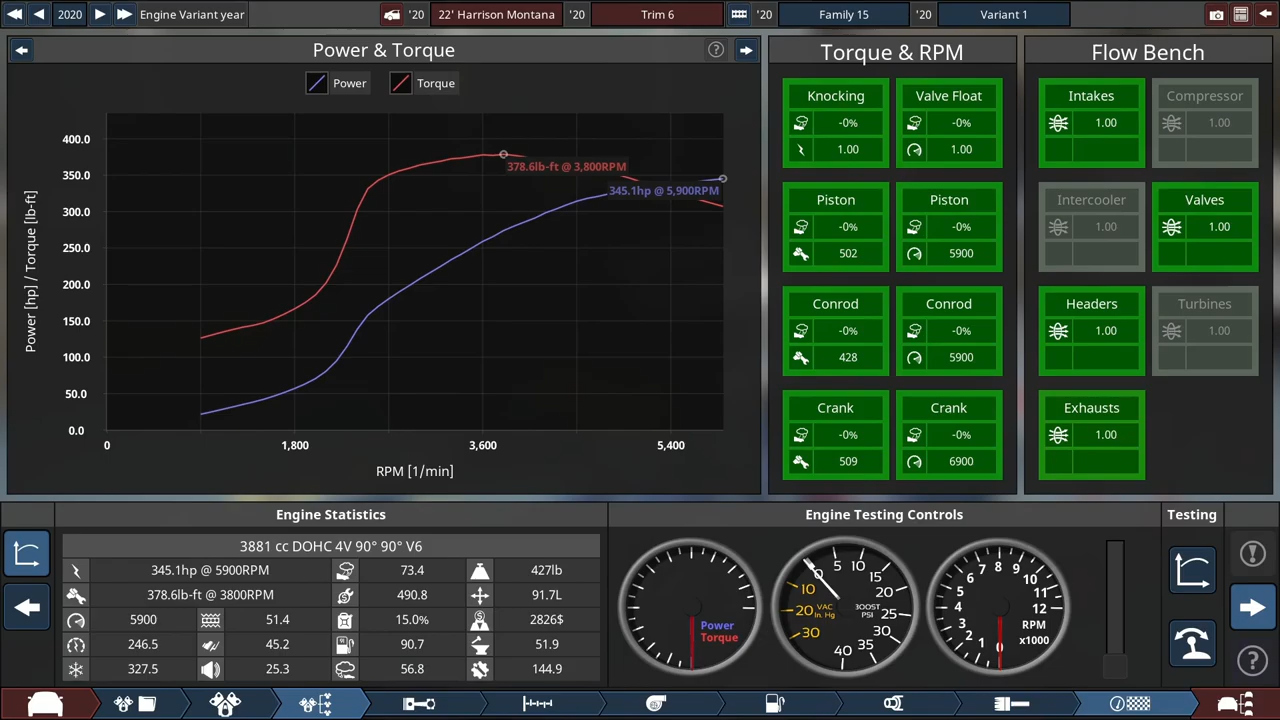 2020 Engine Variant year '20 22' Harrison Montana '20 Trim 6 '20 Family 15 '20 Variant 1
Power & Torque ?
Power Torque
Power [hp] / Torque [lb-ft]
400.0
350.0
300.0
250.0
200.0
150.0
100.0
50.0
0.0
378.6lb-ft @ 3,800RPM
345.1hp @ 5,900RPM
0 1,800 3,600 5,400
RPM [1/min]
Torque & RPM
Knocking Valve Float
-0% -0%
1.00 1.00
Piston Piston
-0% -0%
502 5900
Conrod Conrod
-0% -0%
428 5900
Crank Crank
-0% -0%
509 6900
Flow Bench
Intakes Compressor
1.00 1.00
Intercooler Valves
1.00 1.00
Headers Turbines
1.00 1.00
Exhausts
1.00
Engine Statistics
3881 cc DOHC 4V 90° 90° V6
345.1hp @ 5900RPM 73.4 427lb
378.6lb-ft @ 3800RPM 490.8 91.7L
5900 51.4 15.0% 2826$
246.5 45.2 90.7 51.9
327.5 25.3 56.8 144.9
Engine Testing Controls
Power
Torque
0 5 10 15 20 25 30 35 40
10 20 30
VAC
In. Hg
BOOST
PSI
0 1 2 3 4 5 6 7 8 9 10 11 12
RPM
x1000
Testing
!
?